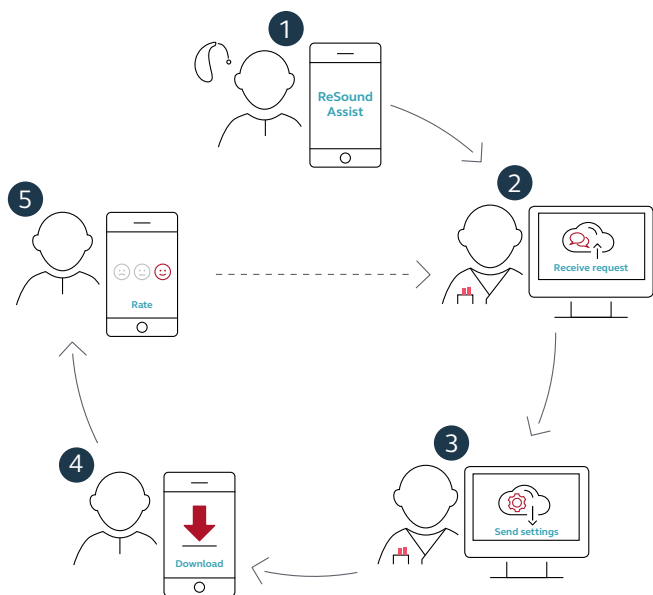 1
ReSound
Assist
2
Receive request
3
Send settings
4
Download
5
Rate